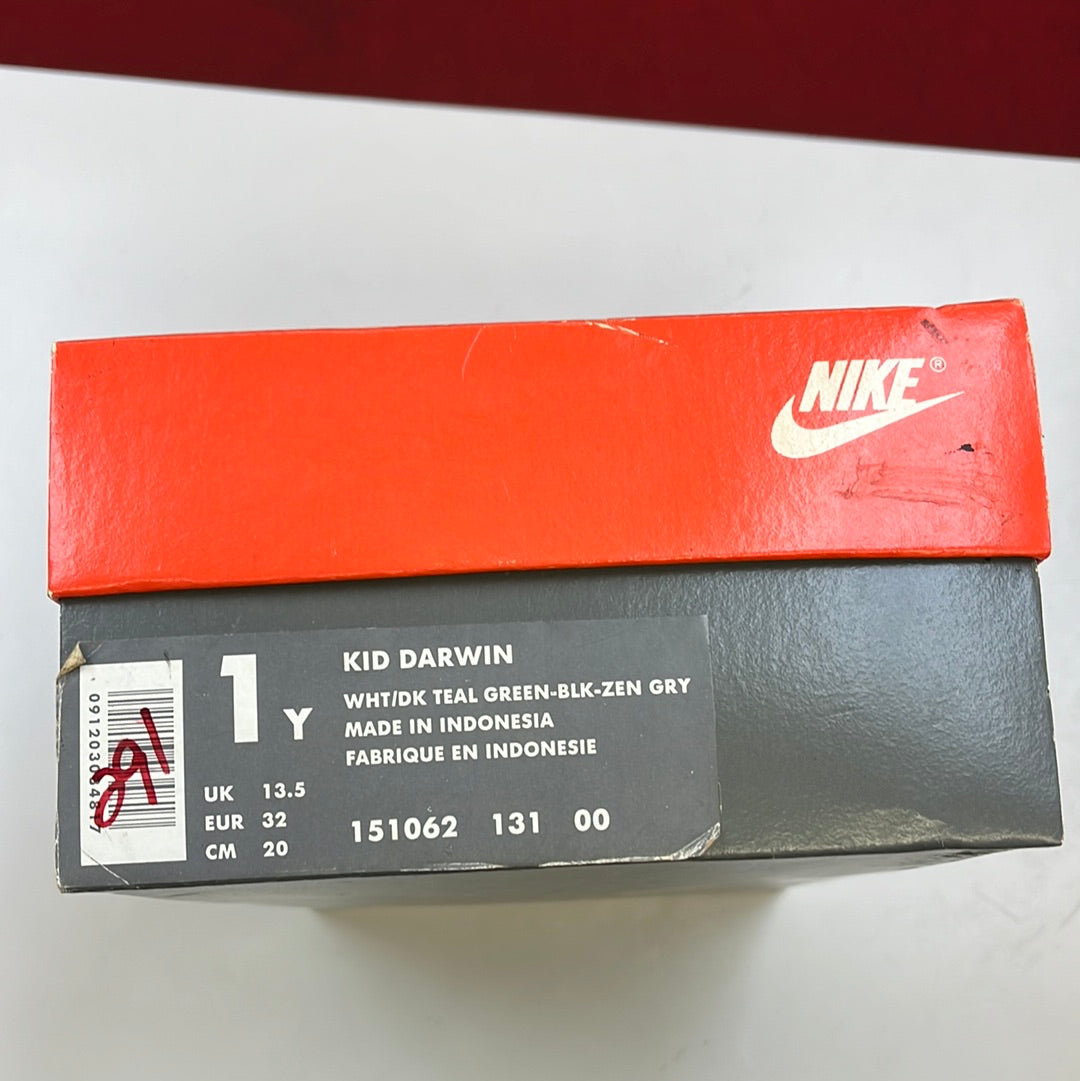 NIKE®
KID DARWIN
1 Y
WHT/DK TEAL GREEN-BLK-ZEN GRY
MADE IN INDONESIA
FABRIQUE EN INDONESIE
UK 13.5
EUR 32
CM 20
151062 131 00